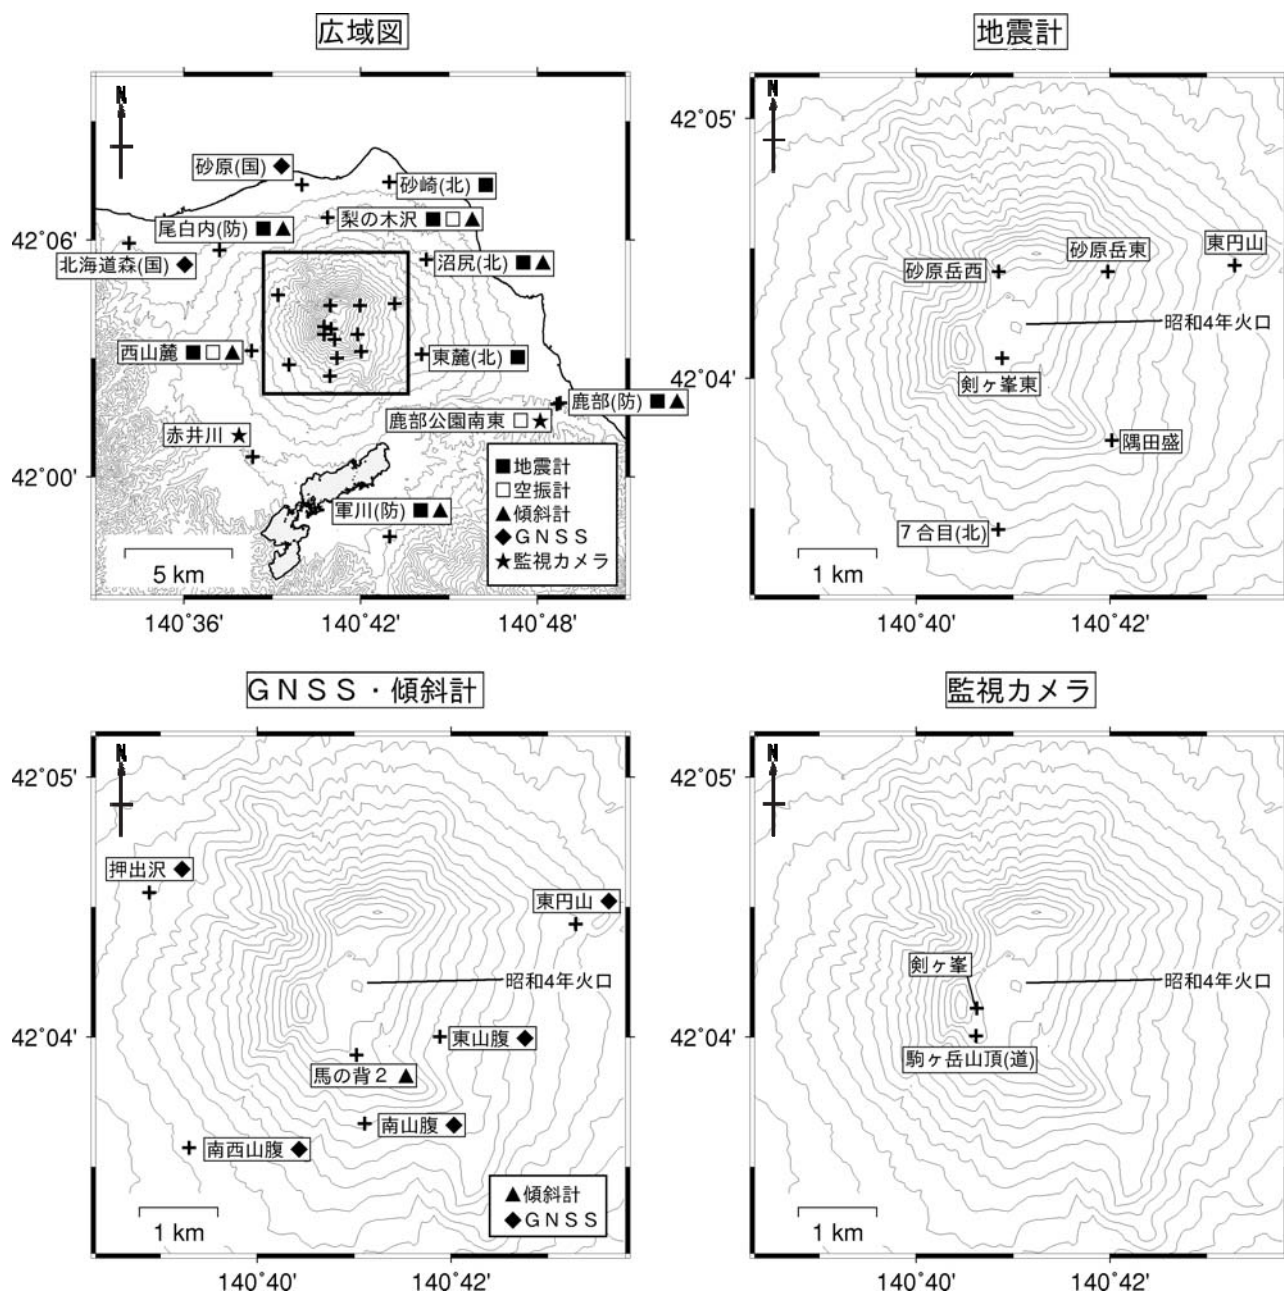 広域図
N
砂原(国) ◆
砂崎(北) ■
尾白内(防) ■▲
梨の木沢 ■□▲
北海道森(国) ◆
沼尻(北) ■▲
西山麓 ■□▲
東麓(北) ■
鹿部(防) ■▲
鹿部公園南東 □★
赤井川 ★
軍川(防) ■▲
■地震計
□空振計
▲傾斜計
◆GNSS
★監視カメラ
5 km
42°06'
42°00'
140°36'
140°42'
140°48'
地震計
N
42°05'
42°04'
砂原岳西
砂原岳東
東円山
昭和4年火口
剣ヶ峯東
隅田盛
7合目(北)
1 km
140°40'
140°42'
GNSS・傾斜計
N
42°05'
42°04'
押出沢 ◆
東円山 ◆
昭和4年火口
東山腹 ◆
馬の背2 ▲
南山腹 ◆
南西山腹 ◆
▲傾斜計
◆GNSS
1 km
140°40'
140°42'
監視カメラ
N
42°05'
42°04'
剣ヶ峯
昭和4年火口
駒ヶ岳山頂(道)
1 km
140°40'
140°42'